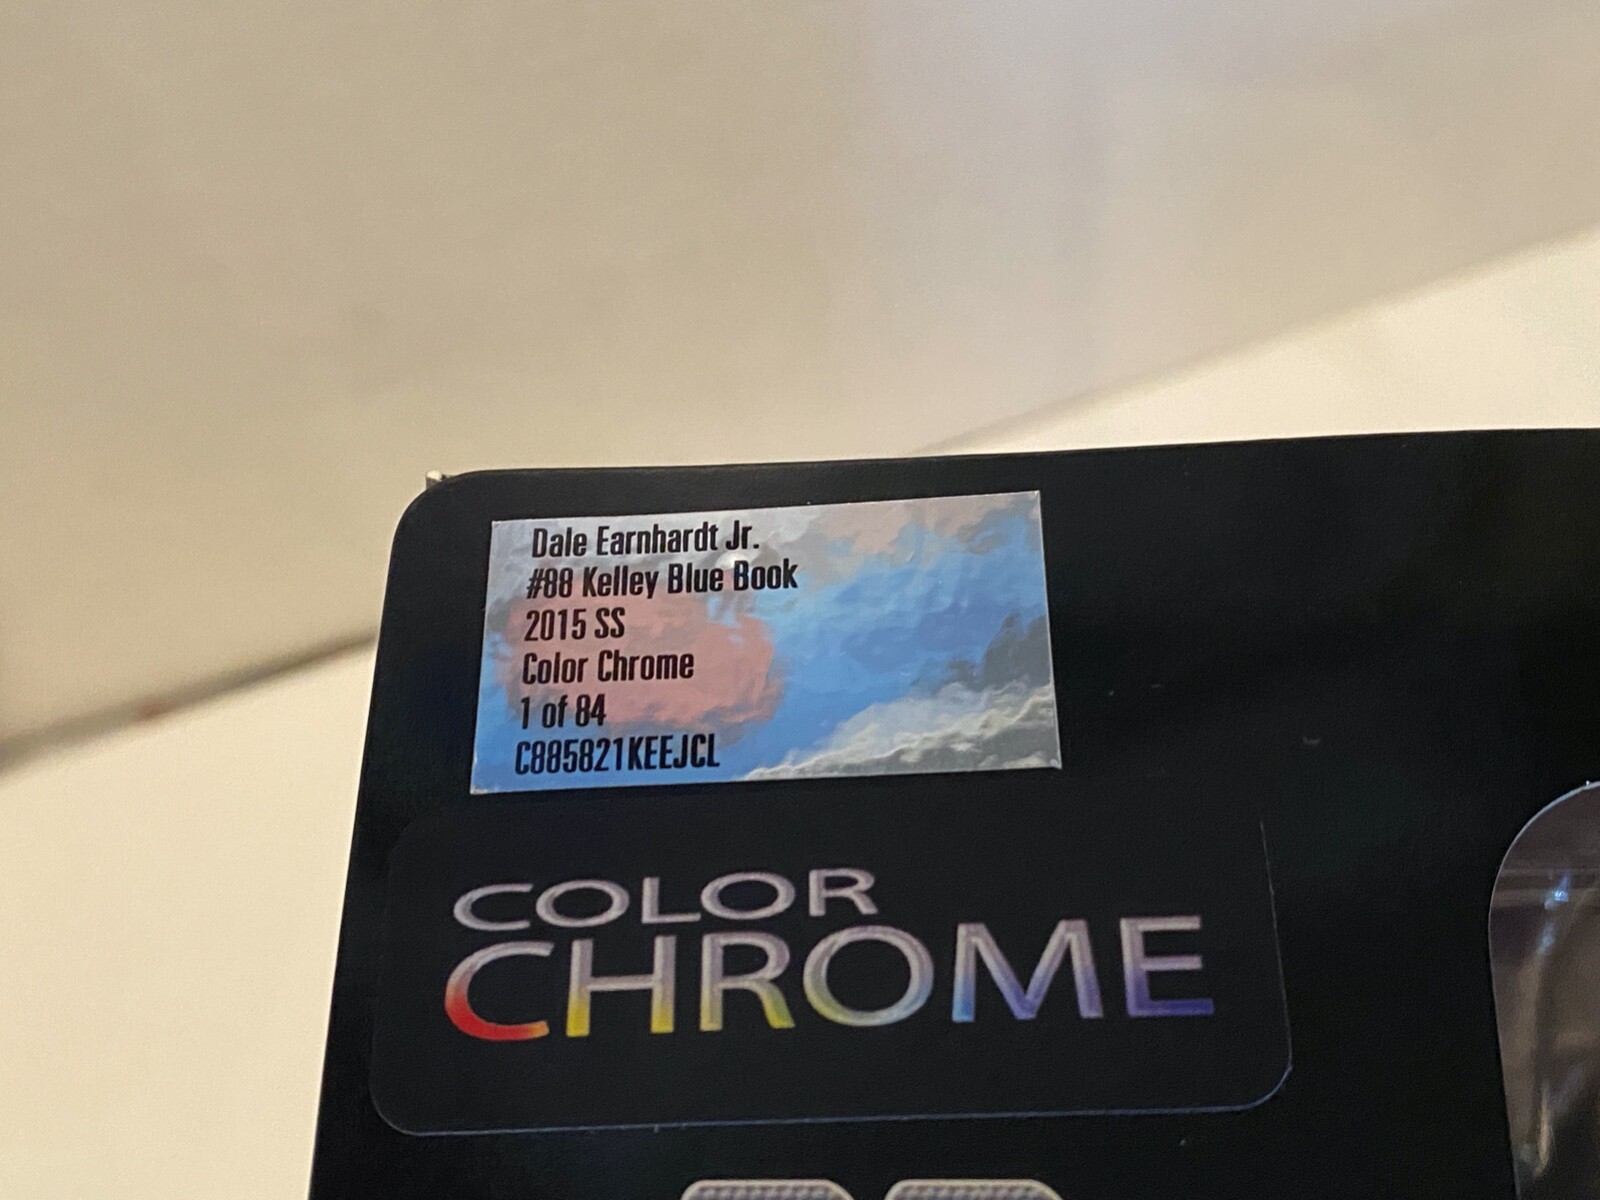 Dale Earnhardt Jr.
#88 Kelley Blue Book
2015 SS
Color Chrome
1 of 84
C885821KEEJCL
COLOR
CHROME